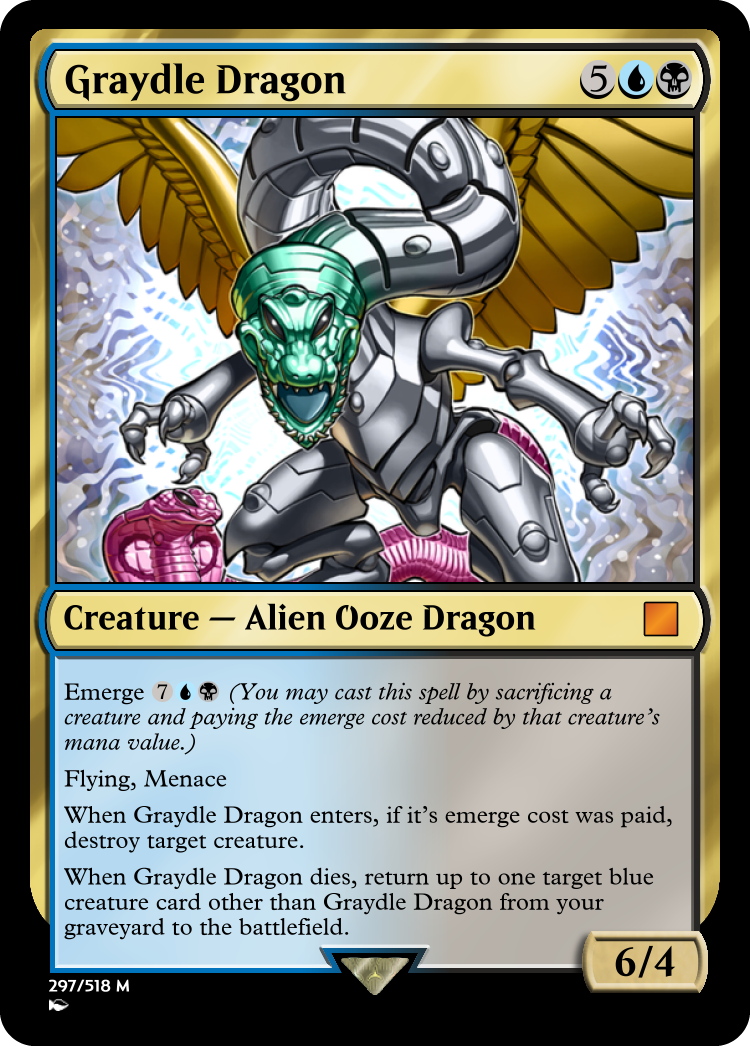 Graydle Dragon 5
Creature — Alien Ooze Dragon
Emerge 7 (You may cast this spell by sacrificing a
creature and paying the emerge cost reduced by that creature's
mana value.)
Flying, Menace
When Graydle Dragon enters, if it's emerge cost was paid,
destroy target creature.
When Graydle Dragon dies, return up to one target blue
creature card other than Graydle Dragon from your
graveyard to the battlefield.
6/4
297/518 M